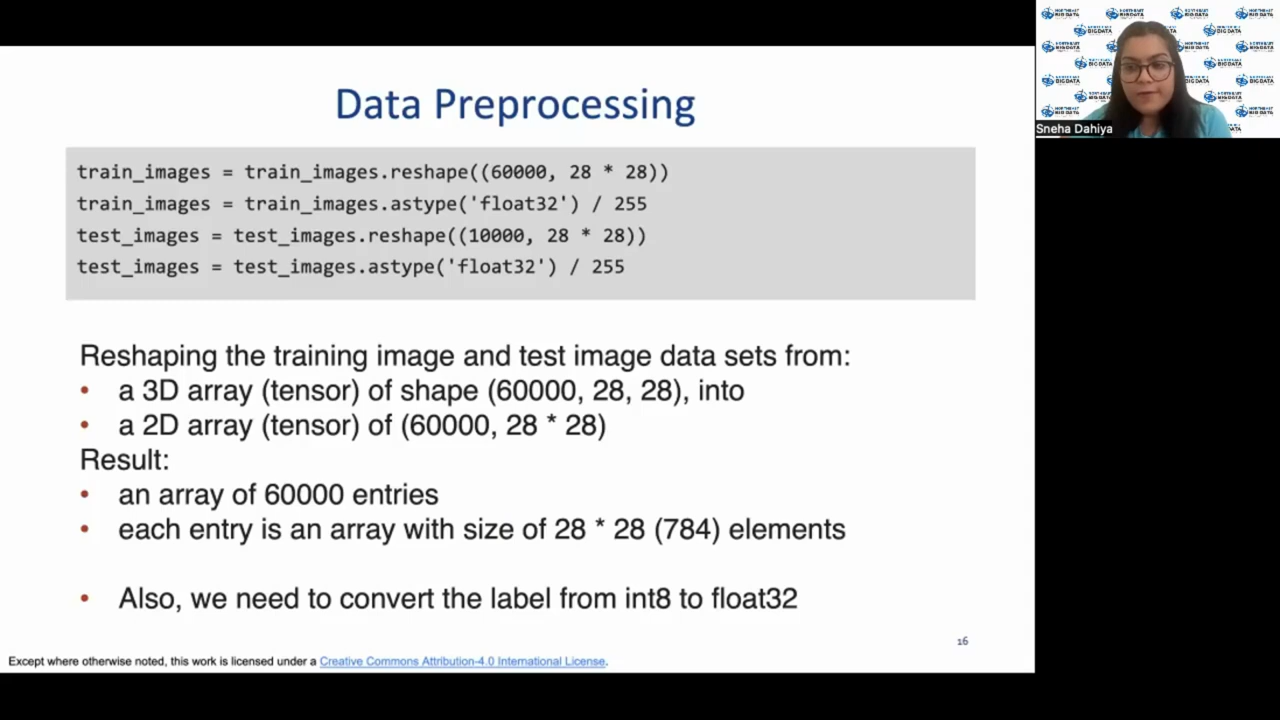 Data Preprocessing
train_images = train_images.reshape((60000, 28 * 28))
train_images = train_images.astype('float32') / 255
test_images = test_images.reshape((10000, 28 * 28))
test_images = test_images.astype('float32') / 255
Reshaping the training image and test image data sets from:
• a 3D array (tensor) of shape (60000, 28, 28), into
• a 2D array (tensor) of (60000, 28 * 28)
Result:
• an array of 60000 entries
• each entry is an array with size of 28 * 28 (784) elements
• Also, we need to convert the label from int8 to float32
16
Except where otherwise noted, this work is licensed under a Creative Commons Attribution-4.0 International License.
Sneha Dahiya
NORTHEAST
BIG DATA